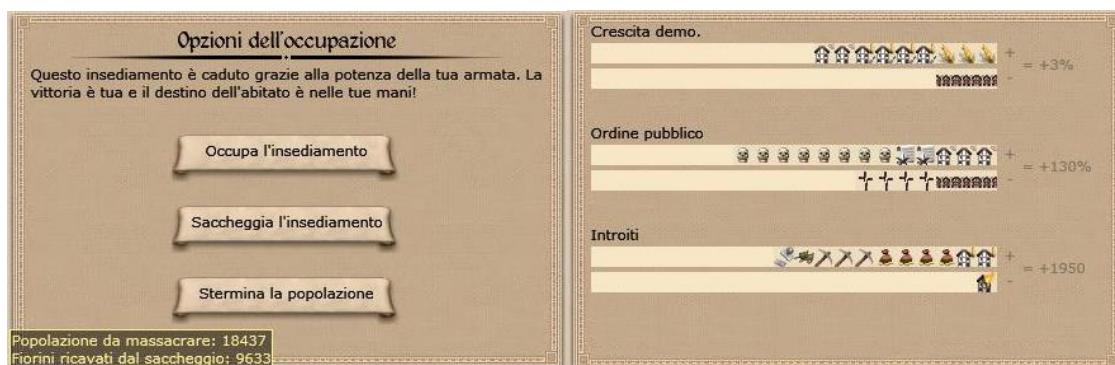 Opzioni dell'occupazione
Questo insediamento è caduto grazie alla potenza della tua armata. La
vittoria è tua e il destino dell'abitato è nelle tue mani!
Occupa l'insediamento
Saccheggia l'insediamento
Stermina la popolazione
Popolazione da massacrare: 18437
Fiorini ricavati dal saccheggio: 9633
Crescita demo.
+
= +3%
-
Ordine pubblico
+
= +130%
-
Introiti
+
= +1950
-